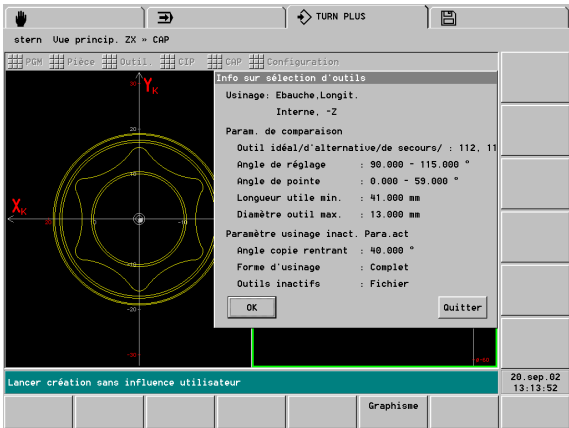 TURN PLUS
stern Vue princip. ZX » CAP
PGM Pièce Outil. CIP CAP Configuration
Info sur sélection d'outils
Usinage: Ebauche,Longit.
Interne, -Z
Param. de comparaison
Outil idéal/d'alternative/de secours/ : 112, 11
Angle de réglage : 90.000 - 115.000 °
Angle de pointe : 0.000 - 59.000 °
Longueur utile min. : 41.000 mm
Diamètre outil max. : 13.000 mm
Paramètre usinage inact. Para.act
Angle copie rentrant : 40.000 °
Forme d'usinage : Complet
Outils inactifs : Fichier
OK Quitter
YK
XK
20
-20
-30
Lancer création sans influence utilisateur
20.sep.02
13:13:52
Graphisme